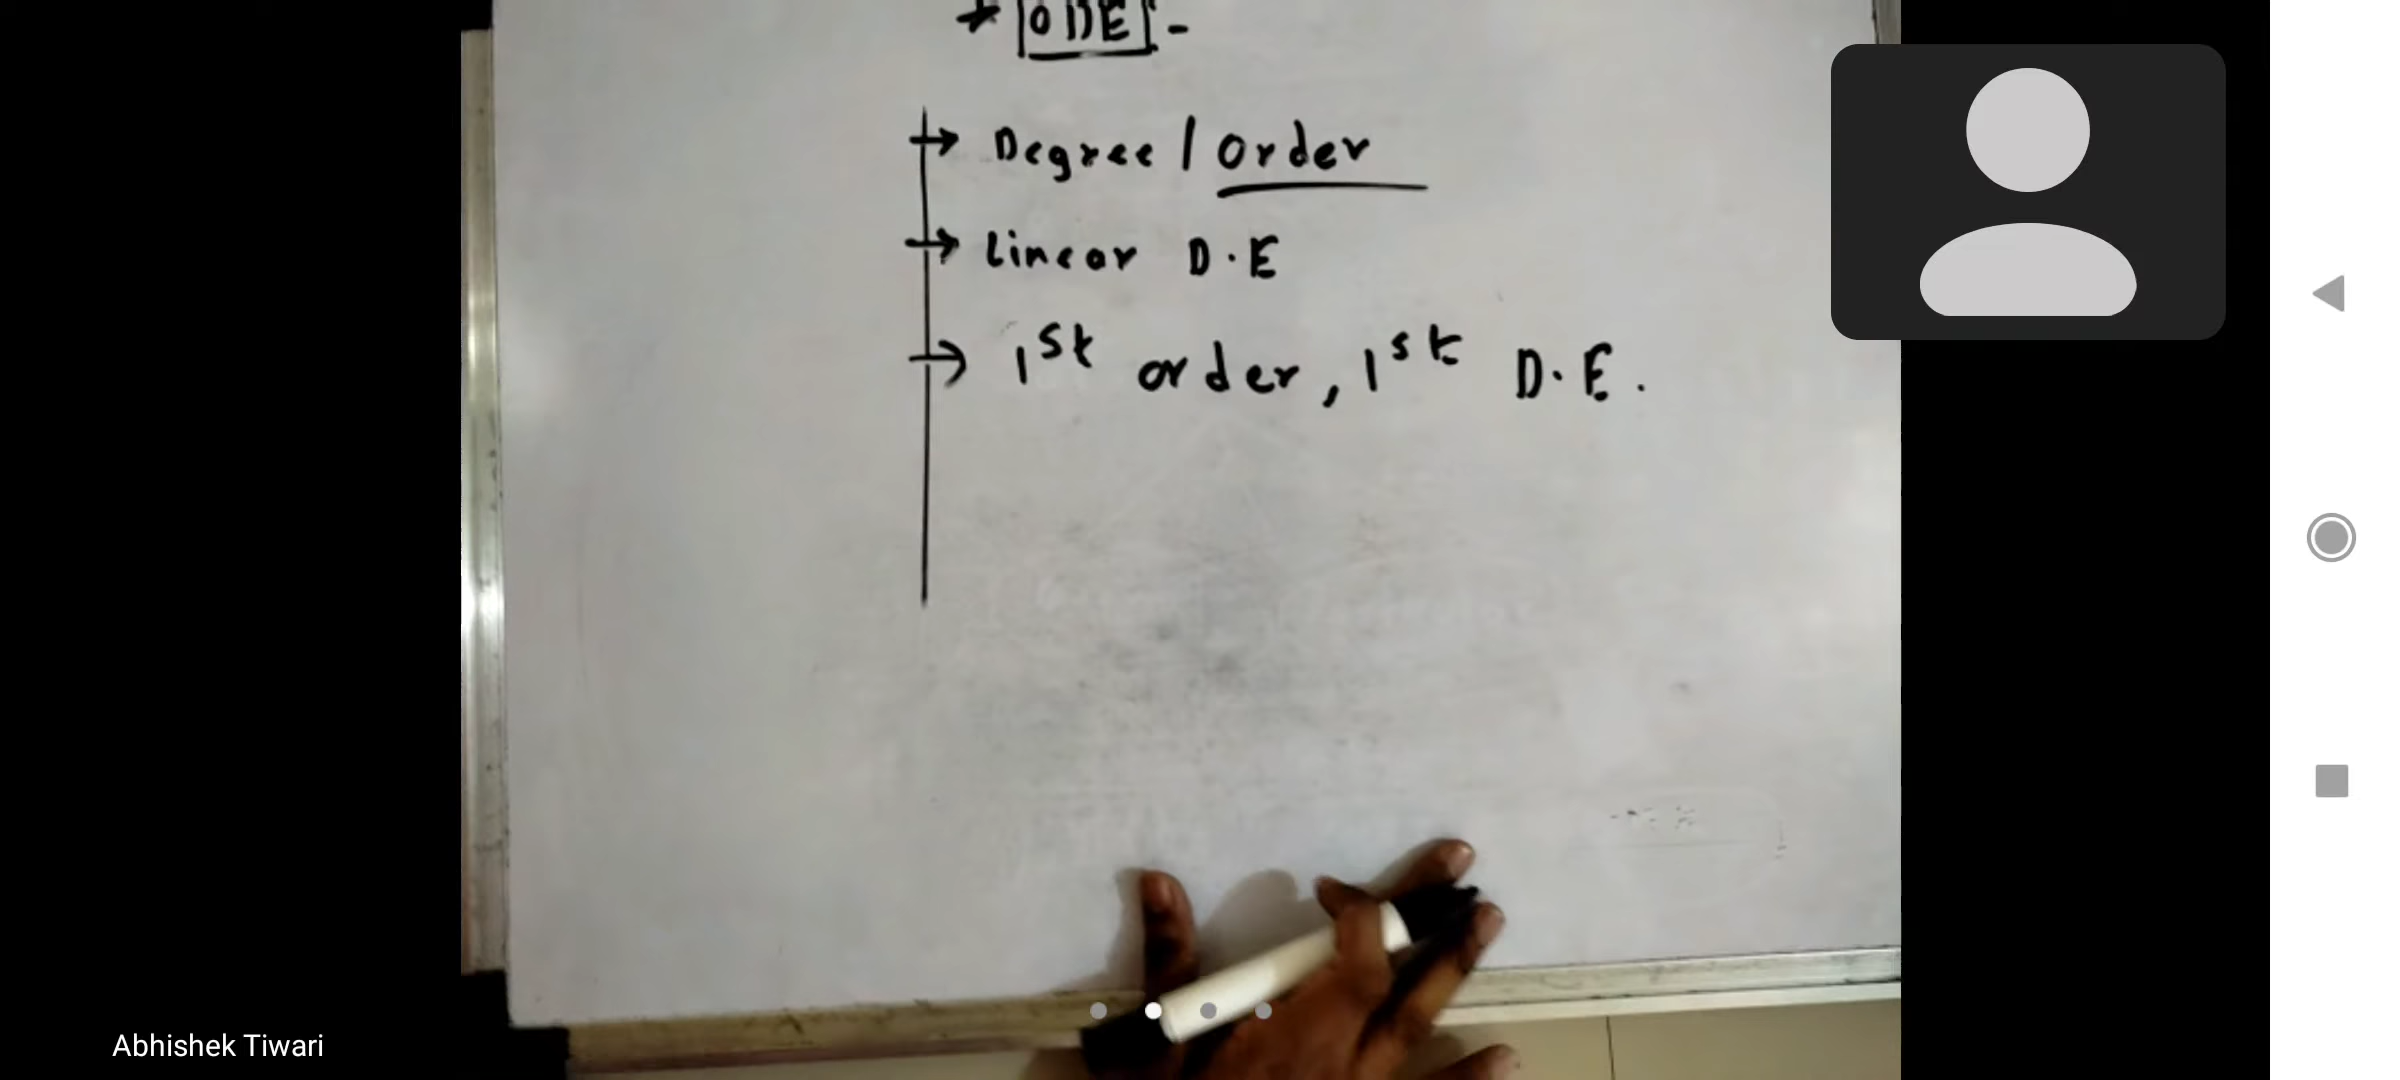 * ODE -
→ Degree / Order
→ Linear D.E
→ 1st order, 1st D.E.
Abhishek Tiwari